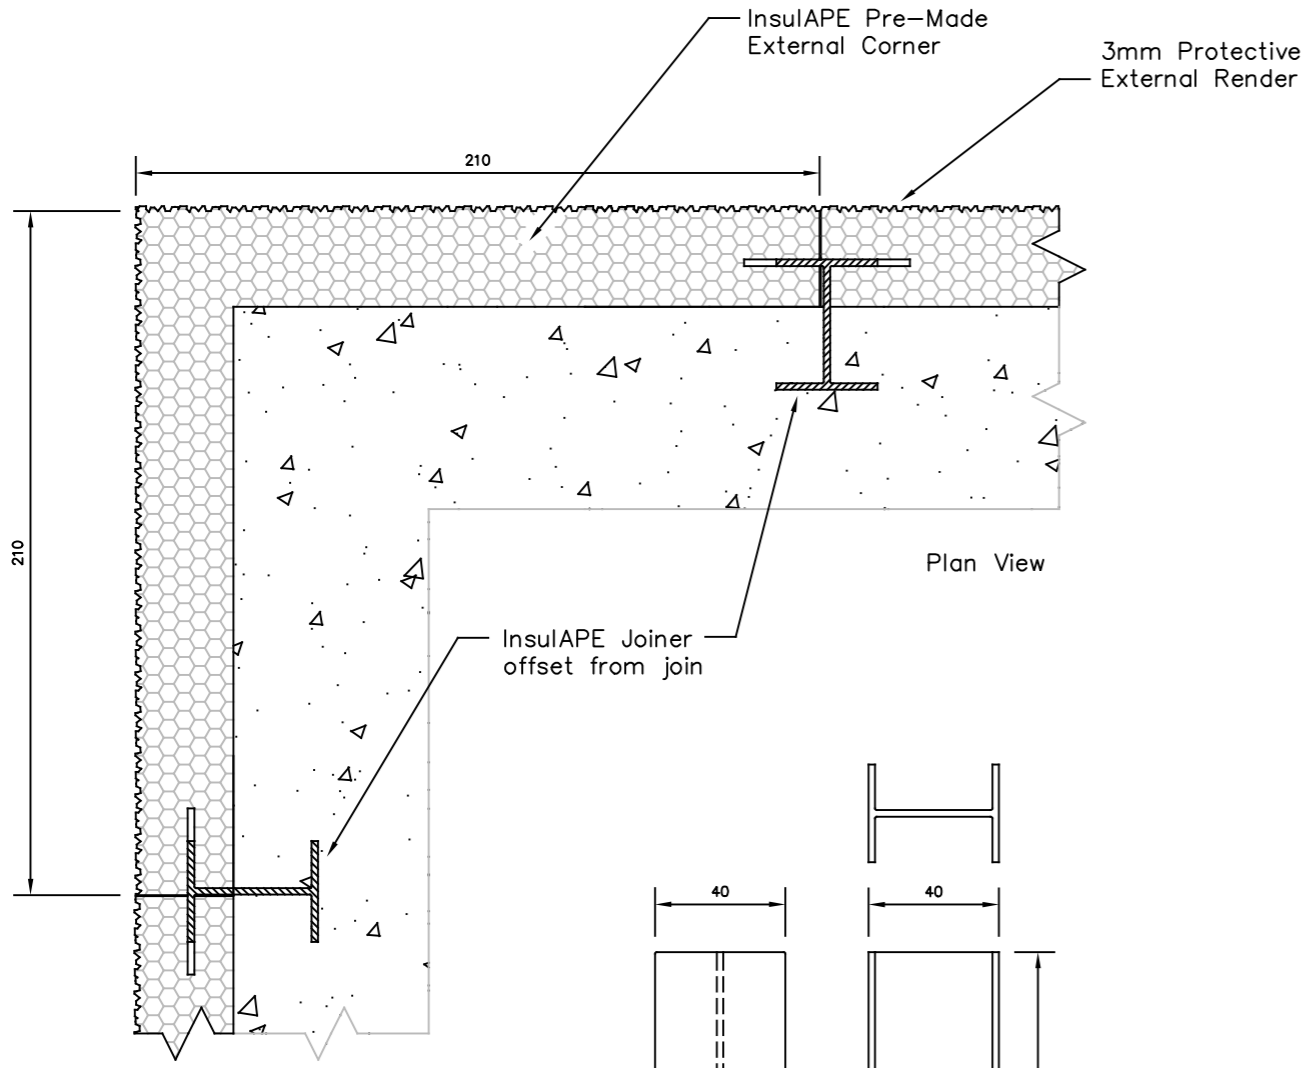 InsulAPE Pre-Made
External Corner
3mm Protective
External Render
210
210
Plan View
InsulAPE Joiner
offset from join
40
40